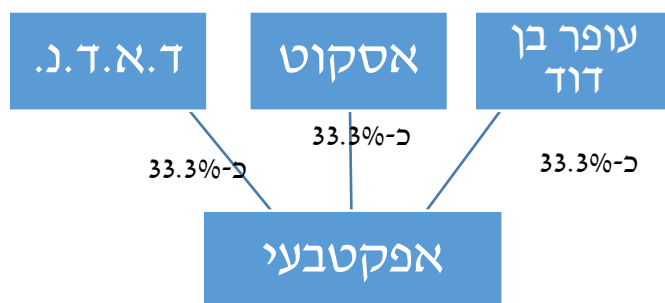 עופר בן
דוד
אסקוט
ד.א.ד.נ.
כ-33.3%
כ-33.3%
כ-33.3%
אפקטבעי